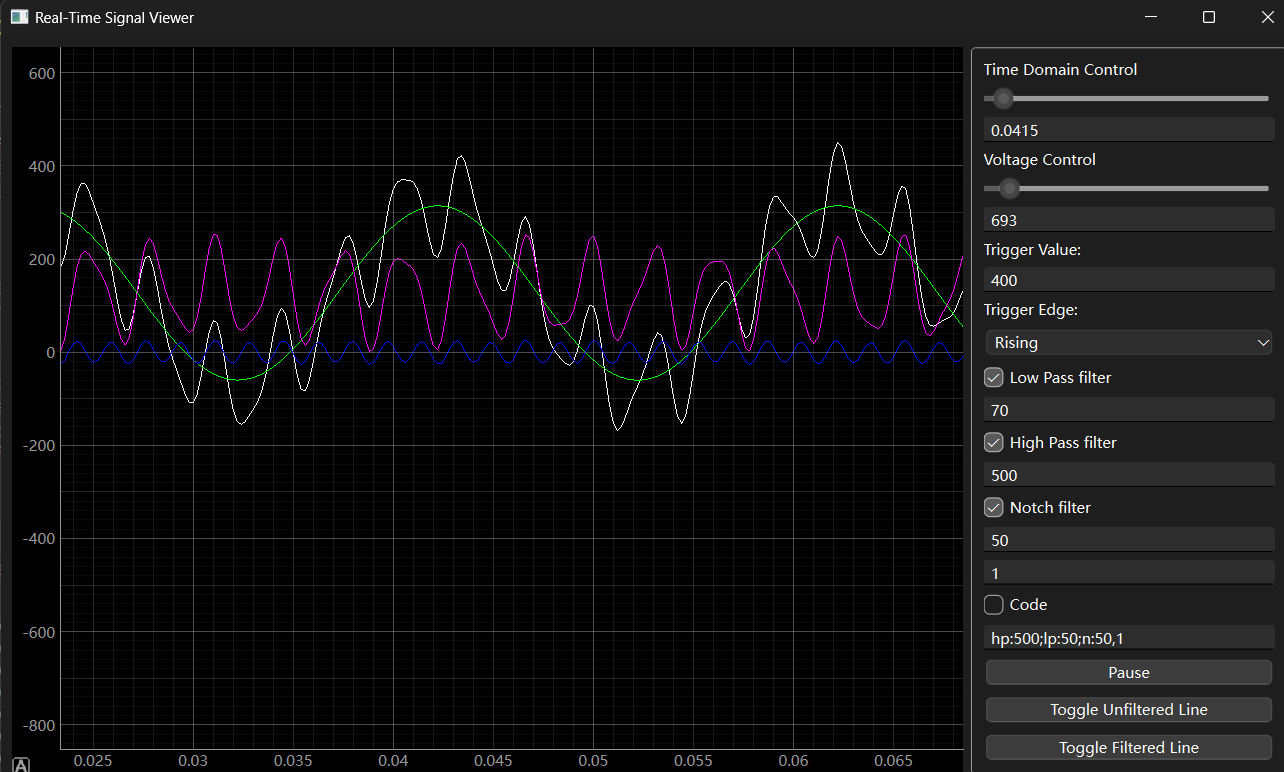 Real-Time Signal Viewer
600
400
200
0
-200
-400
-600
-800
0.025 0.03 0.035 0.04 0.045 0.05 0.055 0.06 0.065
A
Time Domain Control
0.0415
Voltage Control
693
Trigger Value:
400
Trigger Edge:
Rising
Low Pass filter
70
High Pass filter
500
Notch filter
50
1
Code
hp:500;lp:50;n:50,1
Pause
Toggle Unfiltered Line
Toggle Filtered Line